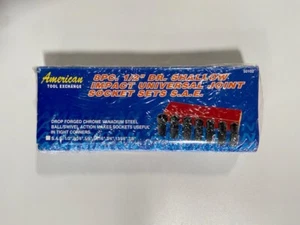 American
TOOL EXCHANGE
8PC. 1/2" DR. SHALLOW
IMPACT UNIVERSAL JOINT
SOCKET SETS S.A.E.
DROP FORGED CHROME VANADIUM STEEL
BALL/SWIVEL ACTION MAKES SOCKETS USEFUL
IN TIGHT CORNERS.